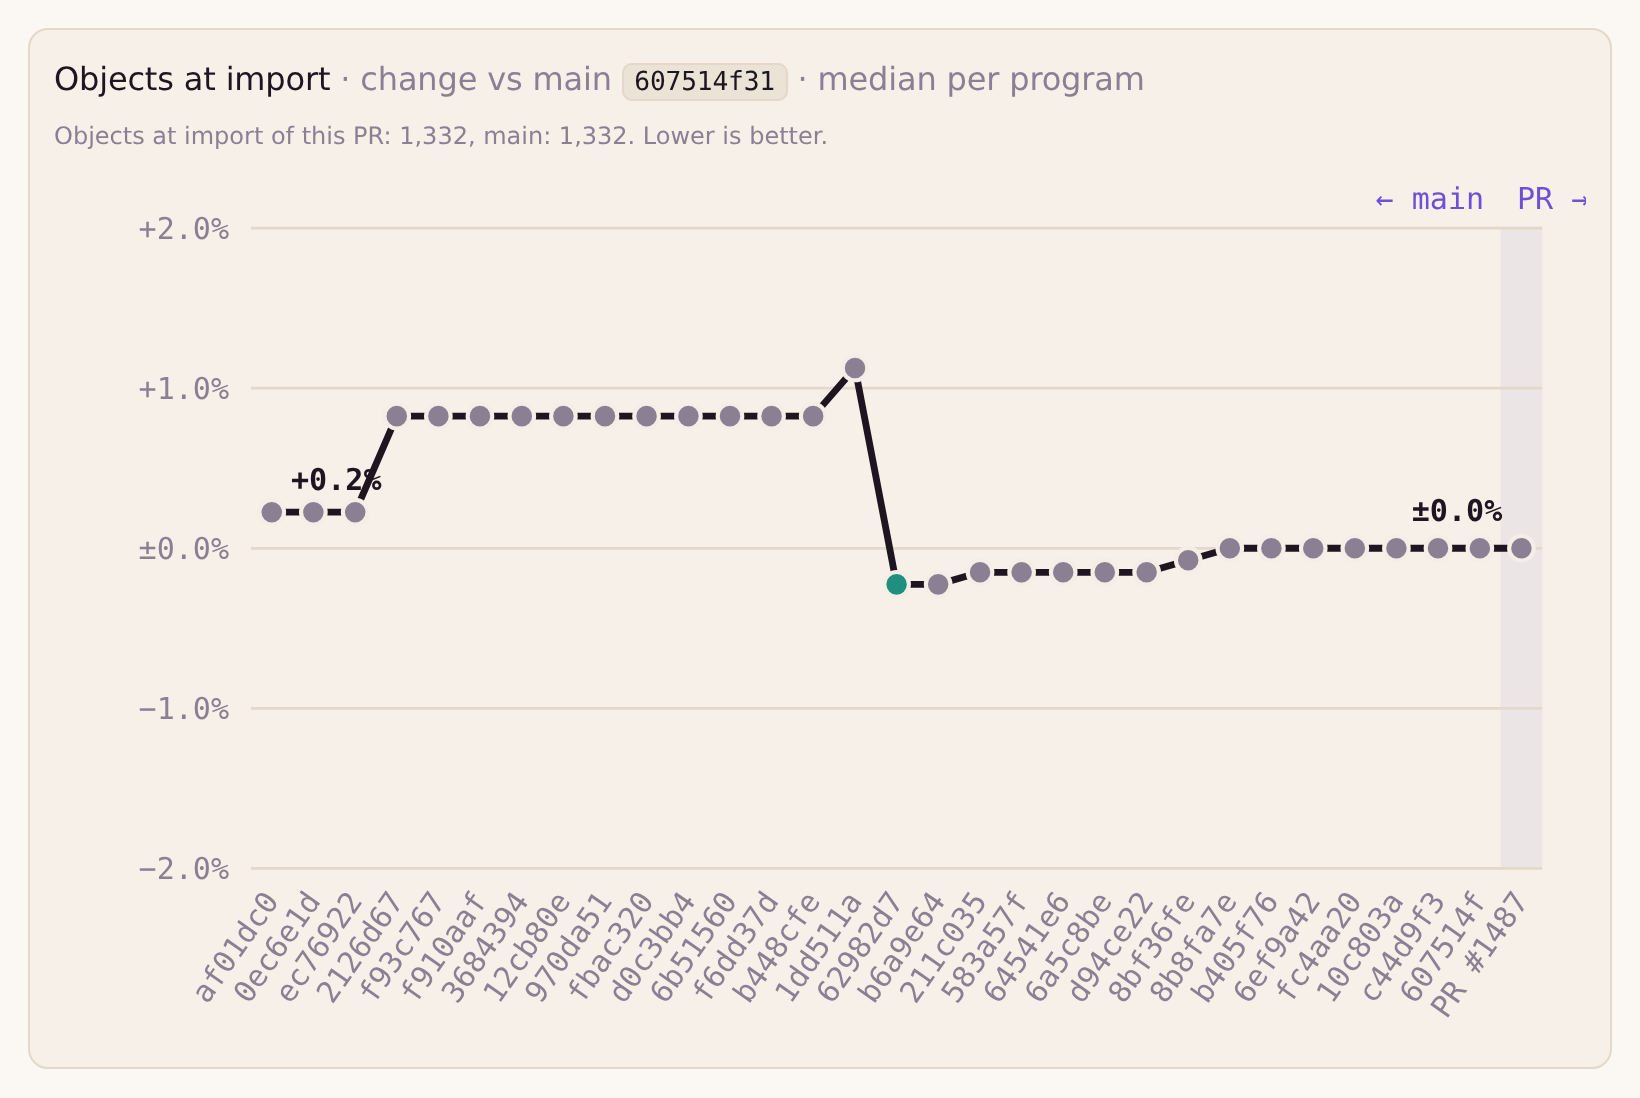 Objects at import · change vs main 607514f31 · median per program
Objects at import of this PR: 1,332, main: 1,332. Lower is better.
← main PR →
+2.0%
+1.0%
+0.2%
±0.0%
±0.0%
−1.0%
−2.0%
af01dc0
0ec6e1d
ec76922
2126d67
f93c767
f910aaf
3684394
12cb80e
970da51
fbac320
d0c3bb4
6b51560
f6dd37d
b448cfe
1dd511a
62982d7
b6a9e64
211c035
583a57f
64541e6
6a5c8be
d94ce22
8bf36fe
8b8fa7e
b405f76
6ef9a42
fc4aa20
10c803a
c44d9f3
607514f
PR #1487